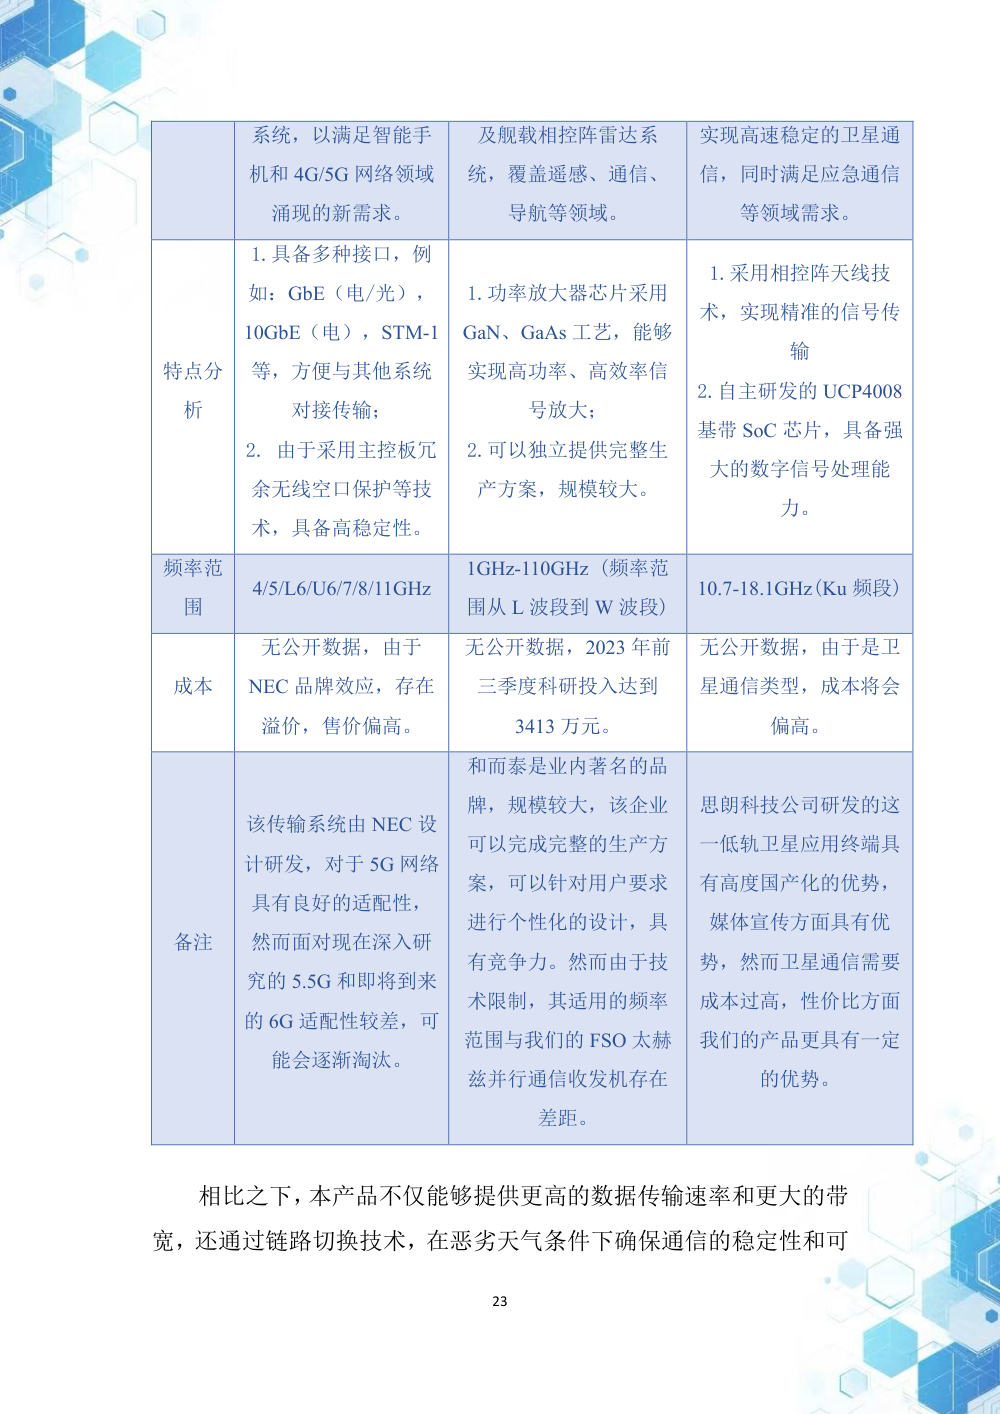 系统，以满足智能手
机和 4G/5G 网络领域
涌现的新需求。
及舰载相控阵雷达系
统，覆盖遥感、通信、
导航等领域。
实现高速稳定的卫星通
信，同时满足应急通信
等领域需求。
特点分
析
1. 具备多种接口，例
如：GbE（电/光），
10GbE（电），STM-1
等，方便与其他系统
对接传输；
2. 由于采用主控板冗
余无线空口保护等技
术，具备高稳定性。
1. 功率放大器芯片采用
GaN、GaAs 工艺，能够
实现高功率、高效率信
号放大；
2. 可以独立提供完整生
产方案，规模较大。
1. 采用相控阵天线技
术，实现精准的信号传
输
2. 自主研发的 UCP4008
基带 SoC 芯片，具备强
大的数字信号处理能
力。
频率范
围
4/5/L6/U6/7/8/11GHz
1GHz-110GHz（频率范
围从 L 波段到 W 波段）
10.7-18.1GHz（Ku 频段）
成本
无公开数据，由于
NEC 品牌效应，存在
溢价，售价偏高。
无公开数据，2023 年前
三季度科研投入达到
3413 万元。
无公开数据，由于是卫
星通信类型，成本将会
偏高。
备注
该传输系统由 NEC 设
计研发，对于 5G 网络
具有良好的适配性，
然而面对现在深入研
究的 5.5G 和即将到来
的 6G 适配性较差，可
能会逐渐淘汰。
和而泰是业内著名的品
牌，规模较大，该企业
可以完成完整的生产方
案，可以针对用户要求
进行个性化的设计，具
有竞争力。然而由于技
术限制，其适用的频率
范围与我们的 FSO 太赫
兹并行通信收发机存在
差距。
思朗科技公司研发的这
一低轨卫星应用终端具
有高度国产化的优势，
媒体宣传方面具有优
势，然而卫星通信需要
成本过高，性价比方面
我们的产品更具有一定
的优势。
相比之下，本产品不仅能够提供更高的数据传输速率和更大的带
宽，还通过链路切换技术，在恶劣天气条件下确保通信的稳定性和可
23